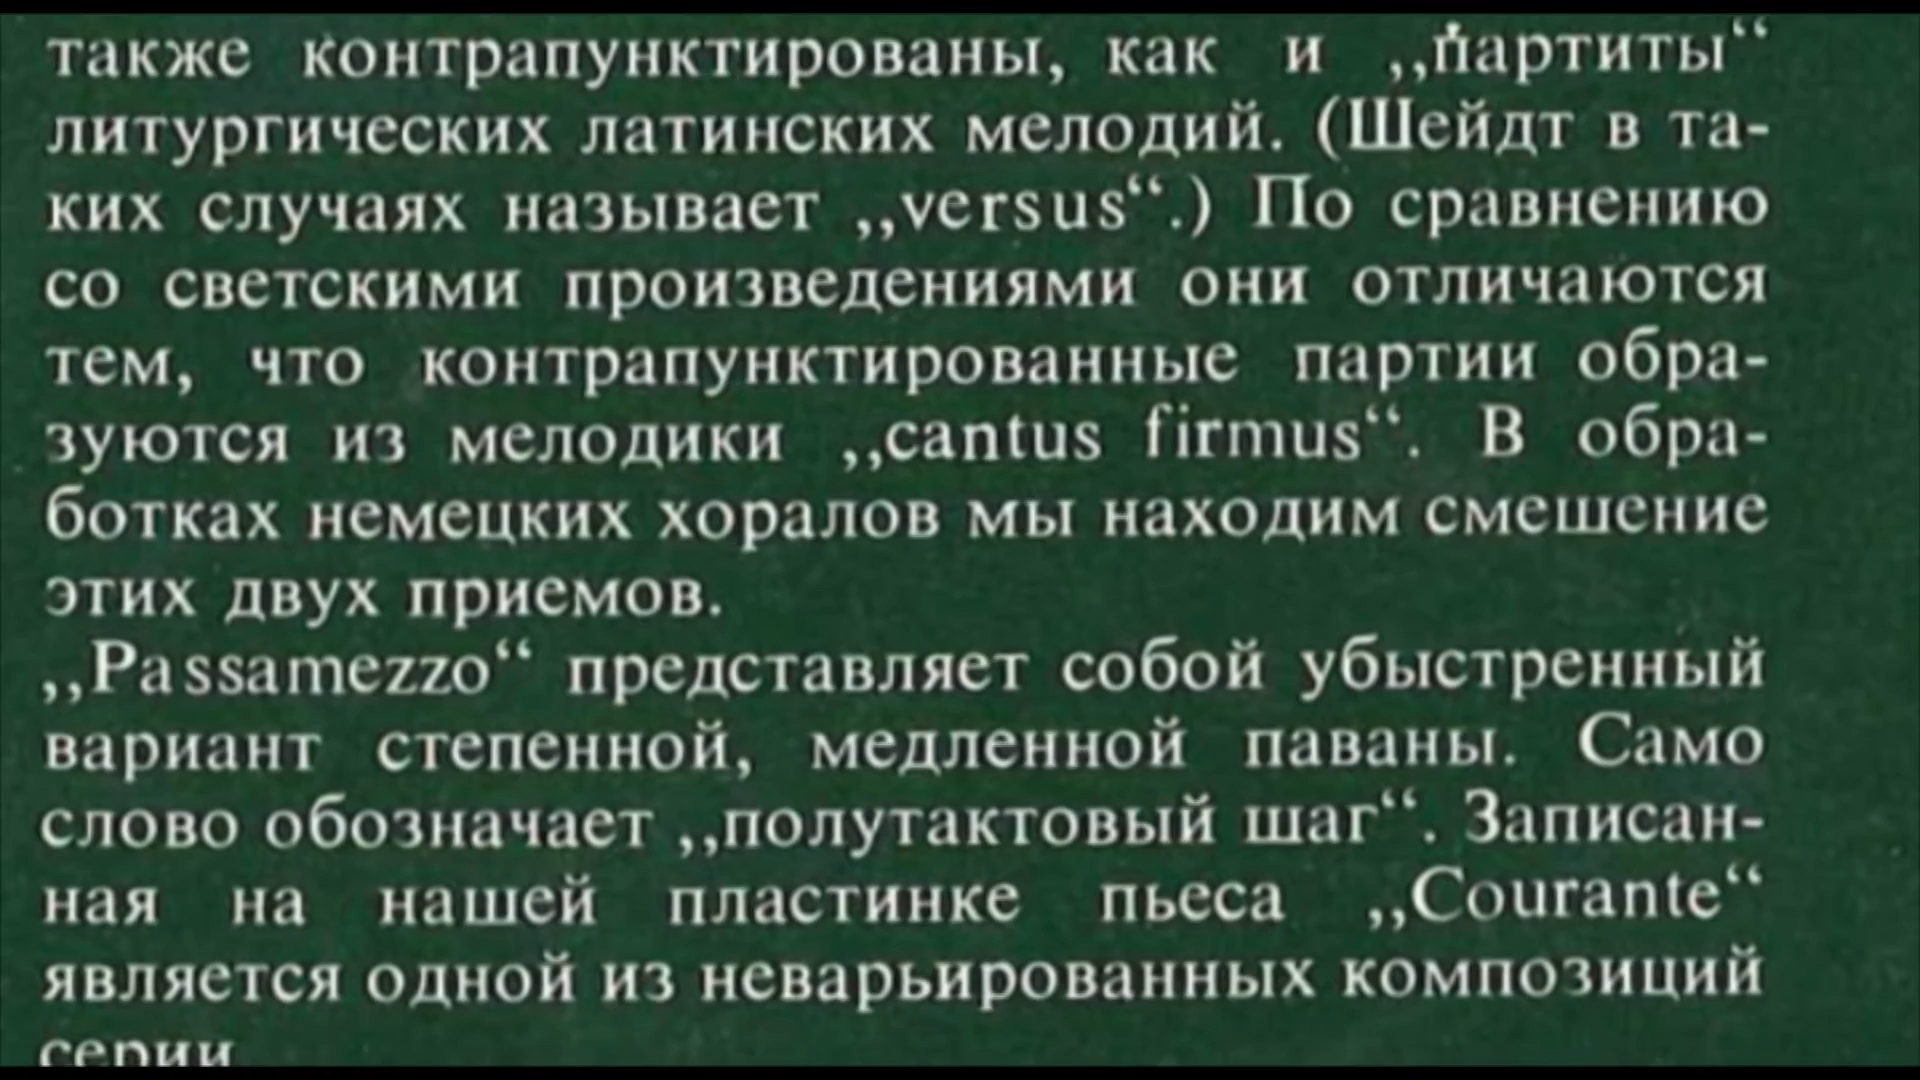 также контрапунктированы, как и ,,партиты“
литургических латинских мелодий. (Шейдт в та-
ких случаях называет ,,versus“.) По сравнению
со светскими произведениями они отличаются
тем, что контрапунктированные партии обра-
зуются из мелодики ,,cantus firmus“. В обра-
ботках немецких хоралов мы находим смешение
этих двух приемов.
,,Passamezzo“ представляет собой убыстренный
вариант степенной, медленной паваны. Само
слово обозначает ,,полутактовый шаг“. Записан-
ная на нашей пластинке пьеса ,,Courante“
является одной из неварьированных композиций
серии